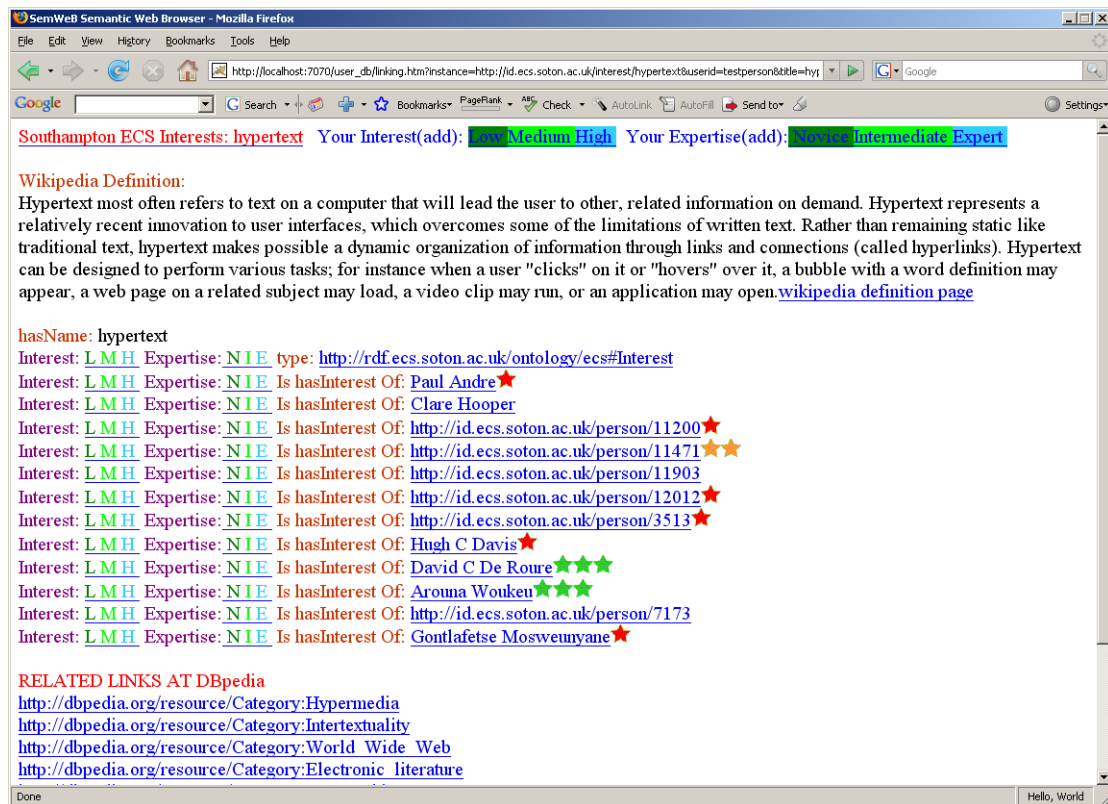 SemWeB Semantic Web Browser - Mozilla Firefox
File Edit View History Bookmarks Tools Help
http://localhost:7070/user_db/linking.htm?instance=http://id.ecs.soton.ac.uk/interest/hypertext&userid=testperson&title=hyp G Google
Google G Search Bookmarks PageRank ABC Check AutoLink AutoFill Send to Settings
Southampton ECS Interests: hypertext Your Interest(add): Low Medium High Your Expertise(add): Novice Intermediate Expert
Wikipedia Definition:
Hypertext most often refers to text on a computer that will lead the user to other, related information on demand. Hypertext represents a
relatively recent innovation to user interfaces, which overcomes some of the limitations of written text. Rather than remaining static like
traditional text, hypertext makes possible a dynamic organization of information through links and connections (called hyperlinks). Hypertext
can be designed to perform various tasks; for instance when a user "clicks" on it or "hovers" over it, a bubble with a word definition may
appear, a web page on a related subject may load, a video clip may run, or an application may open.wikipedia definition page
hasName: hypertext
Interest: L M H Expertise: N I E type: http://rdf.ecs.soton.ac.uk/ontology/ecs#Interest
Interest: L M H Expertise: N I E Is hasInterest Of: Paul Andre
Interest: L M H Expertise: N I E Is hasInterest Of: Clare Hooper
Interest: L M H Expertise: N I E Is hasInterest Of: http://id.ecs.soton.ac.uk/person/11200
Interest: L M H Expertise: N I E Is hasInterest Of: http://id.ecs.soton.ac.uk/person/11471
Interest: L M H Expertise: N I E Is hasInterest Of: http://id.ecs.soton.ac.uk/person/11903
Interest: L M H Expertise: N I E Is hasInterest Of: http://id.ecs.soton.ac.uk/person/12012
Interest: L M H Expertise: N I E Is hasInterest Of: http://id.ecs.soton.ac.uk/person/3513
Interest: L M H Expertise: N I E Is hasInterest Of: Hugh C Davis
Interest: L M H Expertise: N I E Is hasInterest Of: David C De Roure
Interest: L M H Expertise: N I E Is hasInterest Of: Arouna Woukeu
Interest: L M H Expertise: N I E Is hasInterest Of: http://id.ecs.soton.ac.uk/person/7173
Interest: L M H Expertise: N I E Is hasInterest Of: Gontlafetse Mosweunyane
RELATED LINKS AT DBpedia
http://dbpedia.org/resource/Category:Hypermedia
http://dbpedia.org/resource/Category:Intertextuality
http://dbpedia.org/resource/Category:World_Wide_Web
http://dbpedia.org/resource/Category:Electronic_literature
Done Hello, World